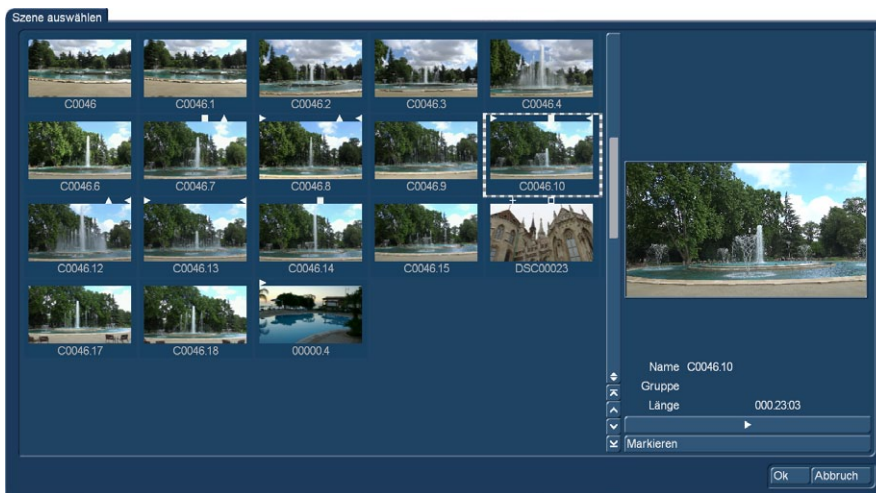 Szene auswählen
C0046 C0046.1 C0046.2 C0046.3 C0046.4
C0046.6 C0046.7 C0046.8 C0046.9 C0046.10
C0046.12 C0046.13 C0046.14 C0046.15 DSC00023
C0046.17 C0046.18 00000.4
Name C0046.10
Gruppe
Länge 000.23:03
Markieren
Ok Abbruch